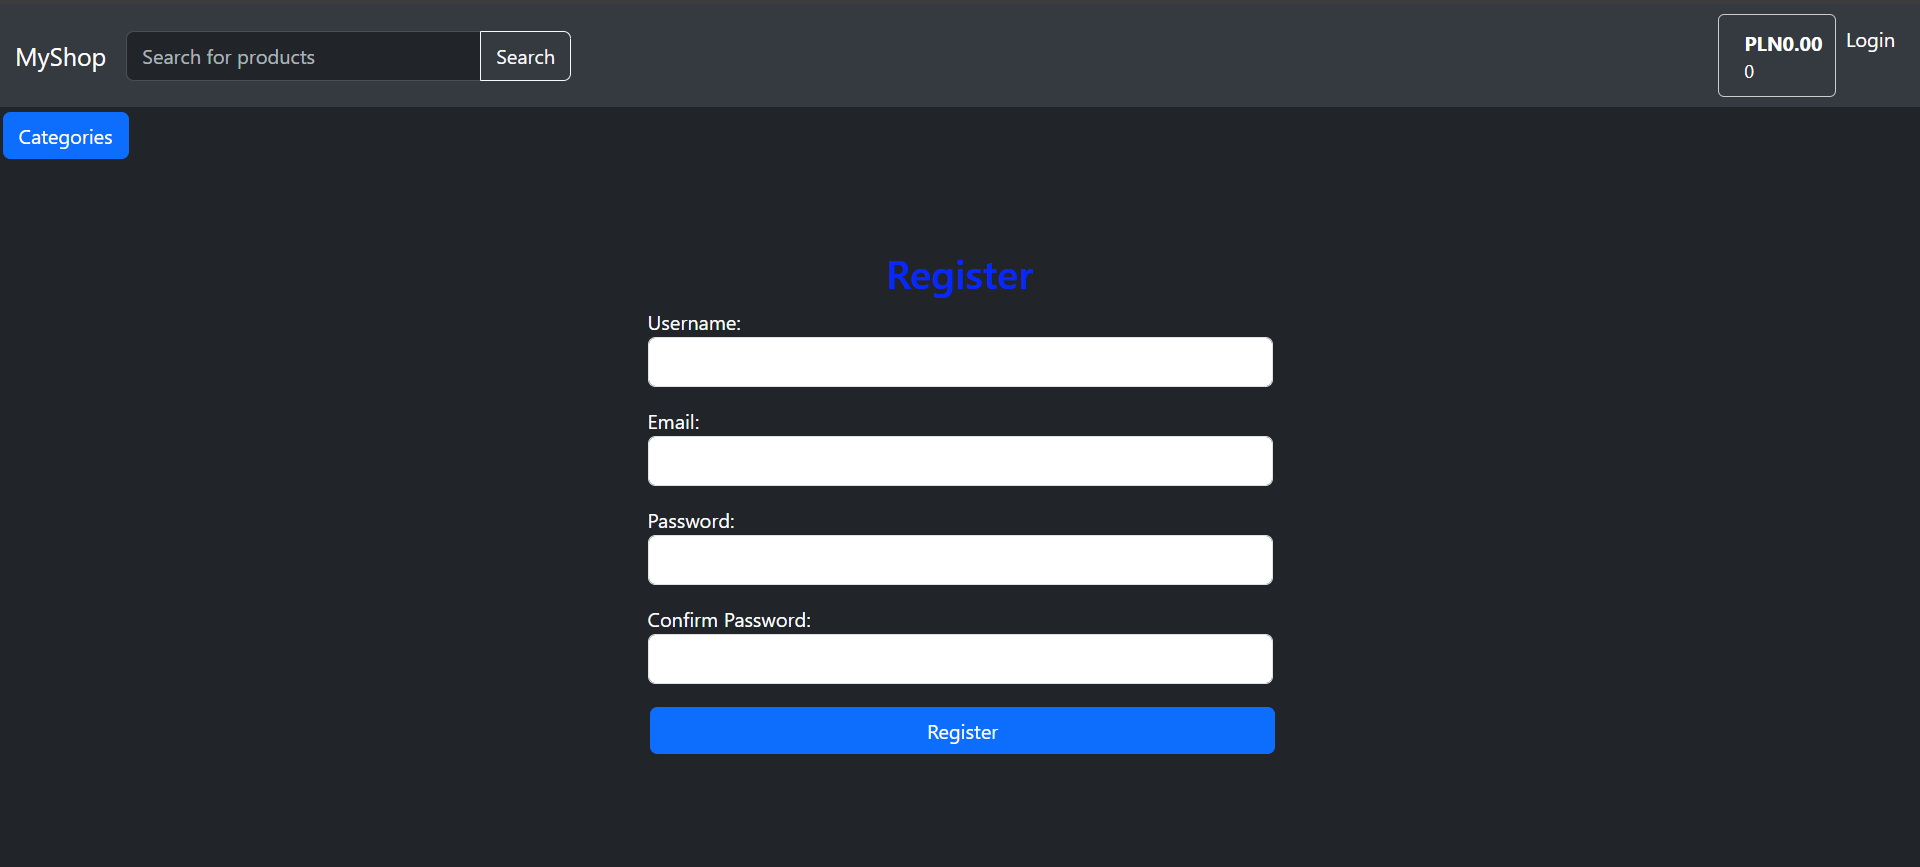 MyShop
Search for products
Search
PLN0.00
0
Login
Categories
Register
Username:
Email:
Password:
Confirm Password:
Register